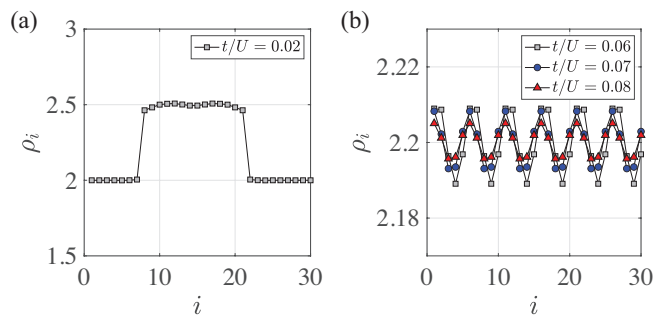 (a)
3
2.5
2
1.5
ρi
0
10
20
30
i
t/U = 0.02
(b)
2.22
2.20
2.18
ρi
0
10
20
30
i
t/U = 0.06
t/U = 0.07
t/U = 0.08